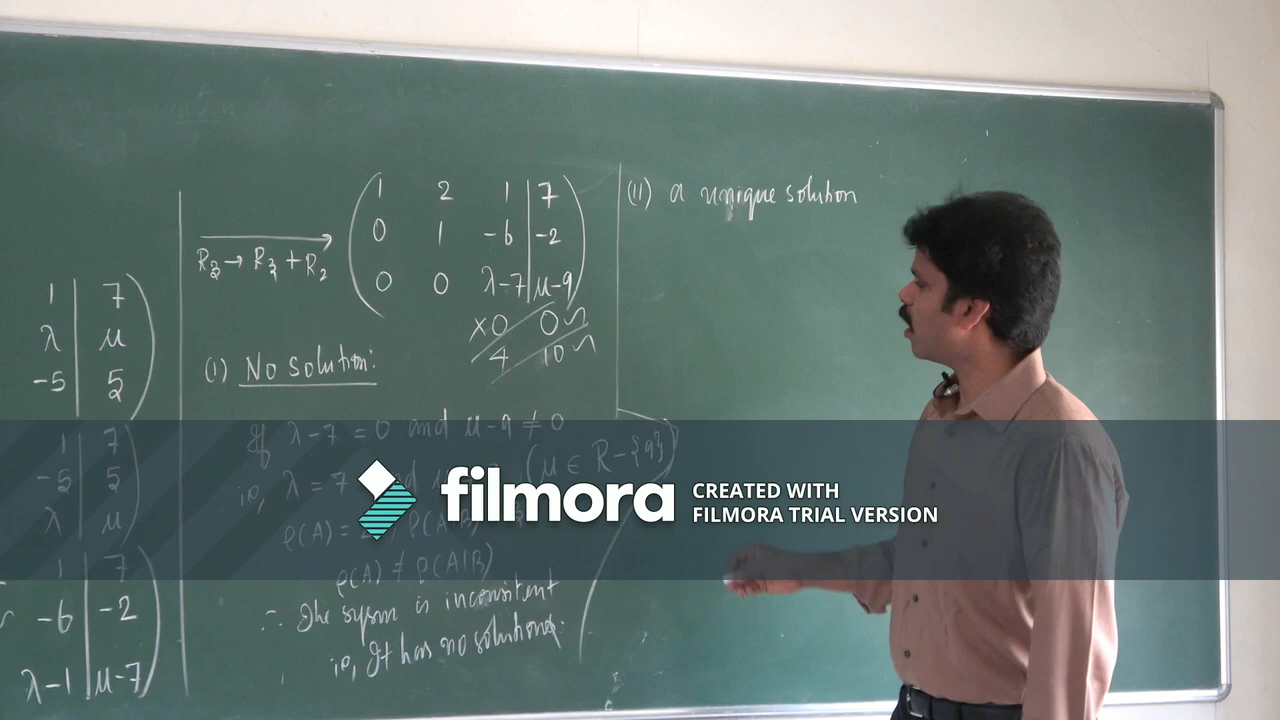 1 | 7
λ | μ
-5 | 5
1 | 7
-5 | 5
λ | μ
1 | 7
-6 | -2
λ-1 | μ-7
R3 → R3 + R2
1 2 1 | 7
0 1 -6 | -2
0 0 λ-7 | μ-9
×0 0
4 10
(i) No solution:
If λ-7 = 0 and μ-9 ≠ 0
ie, λ = 7 (μ ∈ R-{9})
ρ(A) =
ρ(A) ≠ ρ(A|B)
∴ The system is inconsistent
ie, It has no solutions.
(ii) a unique solution
filmora
CREATED WITH
FILMORA TRIAL VERSION